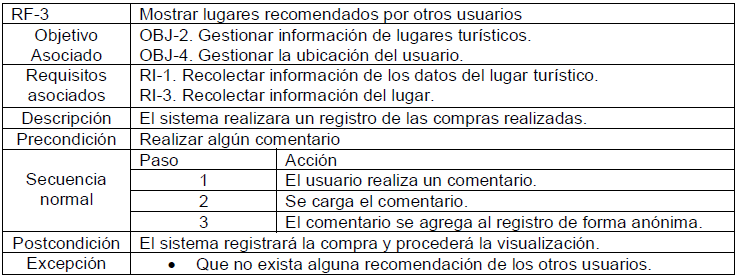 RF-3 Mostrar lugares recomendados por otros usuarios
Objetivo Asociado OBJ-2. Gestionar información de lugares turísticos.
OBJ-4. Gestionar la ubicación del usuario.
Requisitos asociados RI-1. Recolectar información de los datos del lugar turístico.
RI-3. Recolectar información del lugar.
Descripción El sistema realizara un registro de las compras realizadas.
Precondición Realizar algún comentario
Secuencia normal Paso Acción
1 El usuario realiza un comentario.
2 Se carga el comentario.
3 El comentario se agrega al registro de forma anónima.
Postcondición El sistema registrará la compra y procederá la visualización.
Excepción • Que no exista alguna recomendación de los otros usuarios.